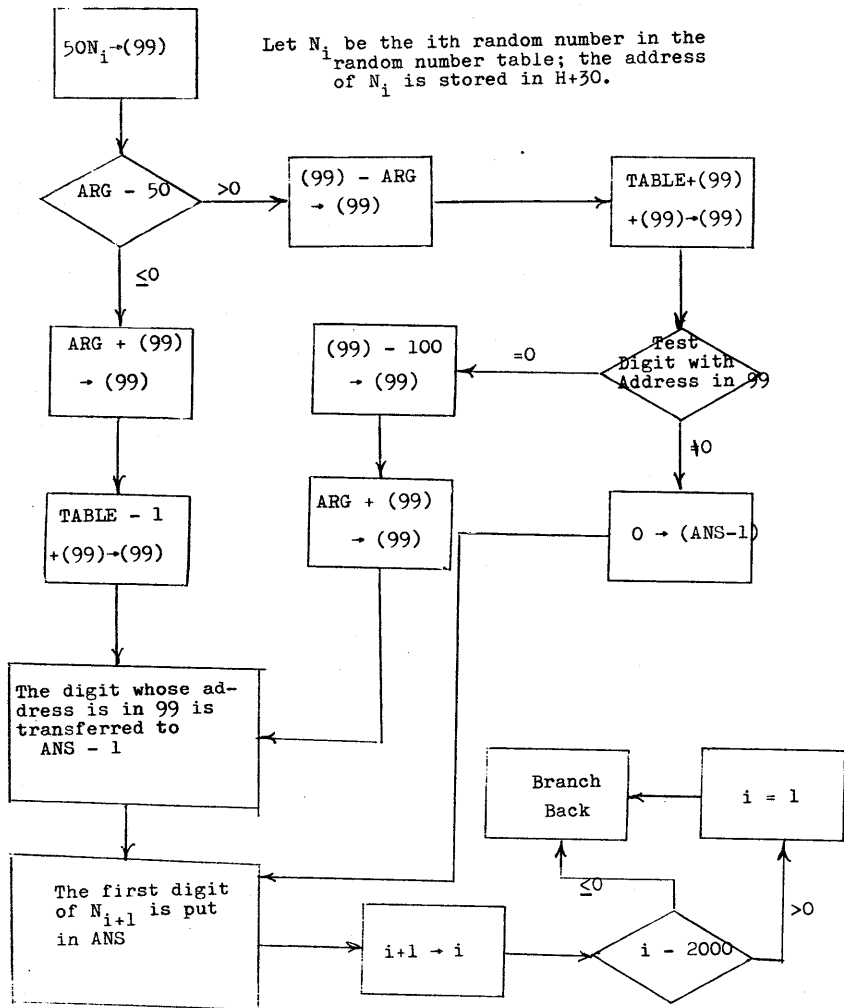 50Nᵢ→(99)
Let Nᵢ be the ith random number in the
random number table; the address
of Nᵢ is stored in H+30.
ARG - 50
>0
(99) - ARG
→ (99)
TABLE+(99)
+(99)→(99)
≤0
ARG + (99)
→ (99)
(99) - 100
→ (99)
=0
Test
Digit with
Address in 99
≠0
TABLE - 1
+(99)→(99)
ARG + (99)
→ (99)
0 → (ANS-1)
The digit whose ad-
dress is in 99 is
transferred to
ANS - 1
Branch
Back
i = 1
The first digit
of Nᵢ₊₁ is put
in ANS
i+1 → i
≤0
i - 2000
>0